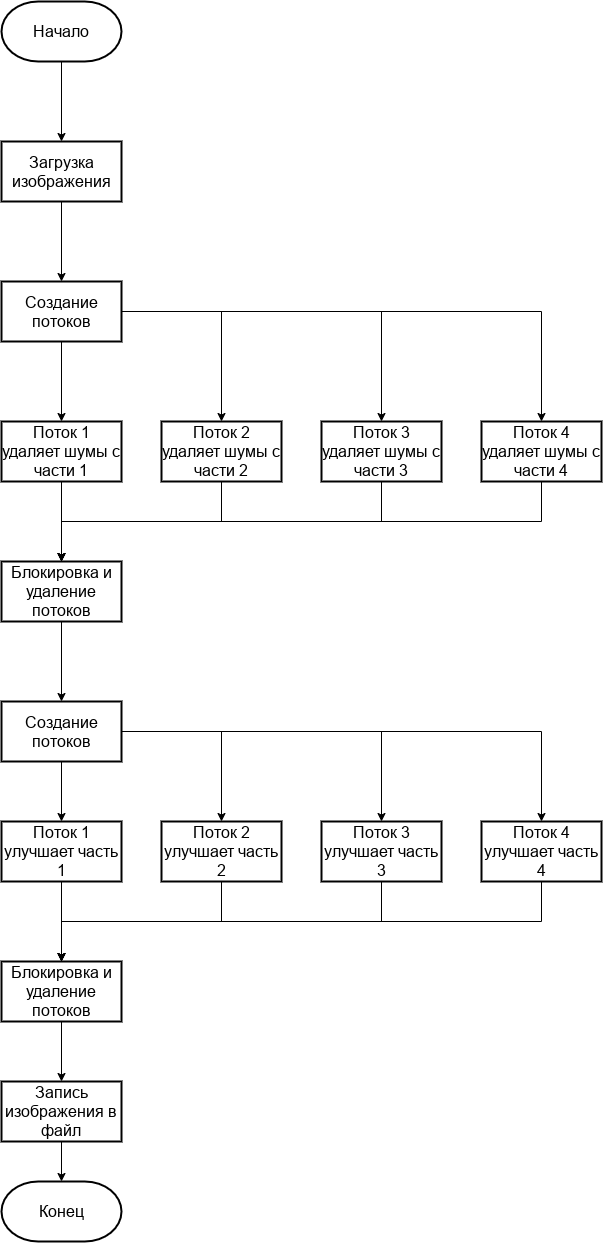 Начало
Загрузка
изображения
Создание
потоков
Поток 1
удаляет шумы с
части 1
Поток 2
удаляет шумы с
части 2
Поток 3
удаляет шумы с
части 3
Поток 4
удаляет шумы с
части 4
Блокировка и
удаление
потоков
Создание
потоков
Поток 1
улучшает часть
1
Поток 2
улучшает часть
2
Поток 3
улучшает часть
3
Поток 4
улучшает часть
4
Блокировка и
удаление
потоков
Запись
изображения в
файл
Конец